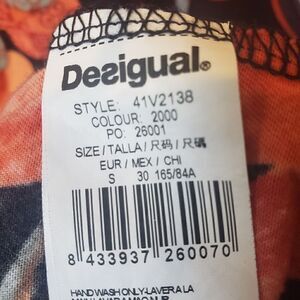 Desigual®
STYLE: 41V2138
COLOUR: 2000
PO: 26001
SIZE / TALLA / 尺码 / 尺碼
EUR / MEX / CHI
S 30 165/84A
8 433937 260070
HAND WASH ONLY-LAVER A LA